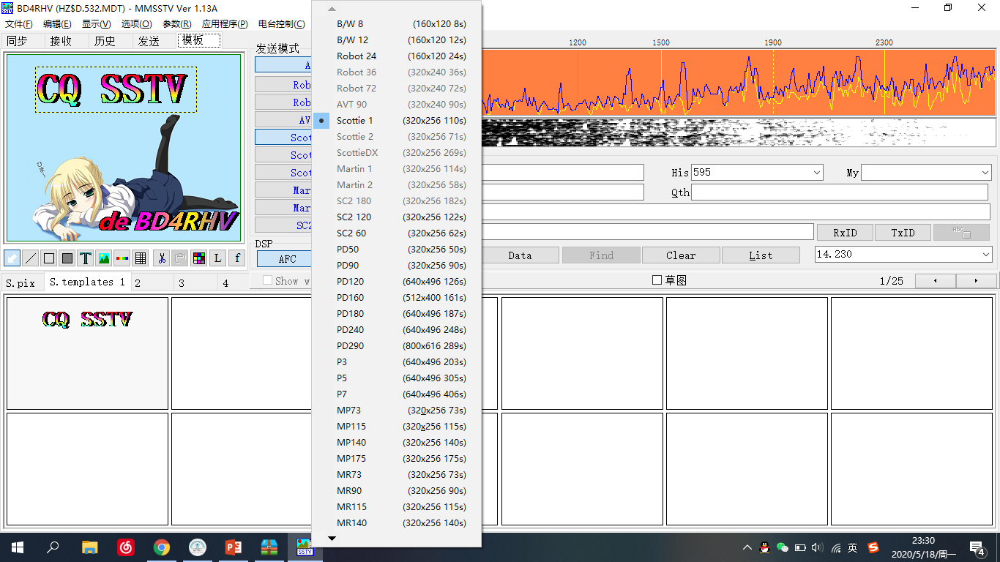 BD4RHV (HZ$D.532.MDT) - MMSSTV Ver 1.13A
文件(F) 编辑(E) 显示(V) 选项(O) 参数(R) 应用程序(P) 电台控制(C)
同步 接收 历史 发送 模板
CQ SSTV
ひま~
de BD4RHV
发送模式
A
Rob
Rob
AV
Scot
Scot
Scot
Mar
Mar
SC2
DSP
AFC
Show w
T L f
B/W 8 (160x120 8s)
B/W 12 (160x120 12s)
Robot 24 (160x120 24s)
Robot 36 (320x240 36s)
Robot 72 (320x240 72s)
AVT 90 (320x240 90s)
Scottie 1 (320x256 110s)
Scottie 2 (320x256 71s)
ScottieDX (320x256 269s)
Martin 1 (320x256 114s)
Martin 2 (320x256 58s)
SC2 180 (320x256 182s)
SC2 120 (320x256 122s)
SC2 60 (320x256 62s)
PD50 (320x256 50s)
PD90 (320x256 90s)
PD120 (640x496 126s)
PD160 (512x400 161s)
PD180 (640x496 187s)
PD240 (640x496 248s)
PD290 (800x616 289s)
P3 (640x496 203s)
P5 (640x496 305s)
P7 (640x496 406s)
MP73 (320x256 73s)
MP115 (320x256 115s)
MP140 (320x256 140s)
MP175 (320x256 175s)
MR73 (320x256 73s)
MR90 (320x256 90s)
MR115 (320x256 115s)
MR140 (320x256 140s)
1200 1500 1900 2300
His 595 My
Qth
RxID TxID ABC
Data Find Clear List 14.230
S.pix S.templates 1 2 3 4
草图 1/25
CQ SSTV
SSTV
英
23:30
2020/5/18/周一
4